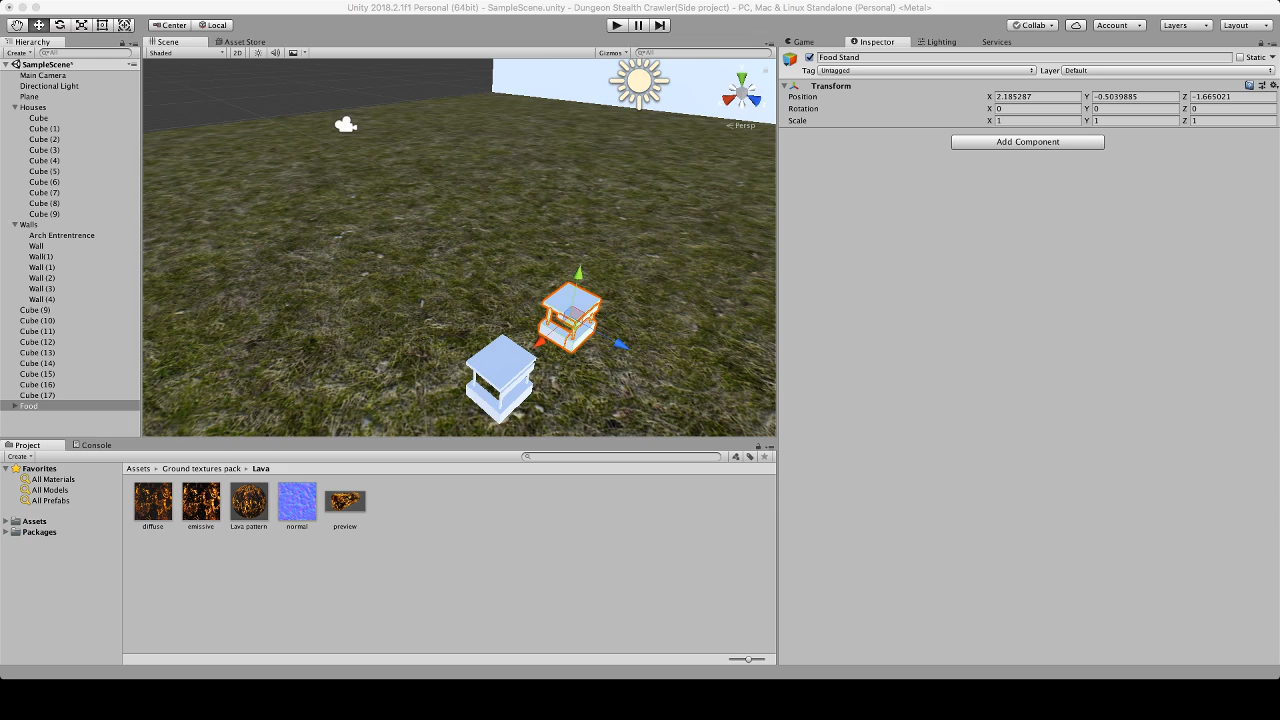 Unity 2018.2.1f1 Personal (64bit) - SampleScene.unity - Dungeon Stealth Crawler(Side project) - PC, Mac & Linux Standalone (Personal) <Metal>
Center Local Collab Account Layers Layout
Hierarchy
Create All
SampleScene*
Main Camera
Directional Light
Plane
Houses
Cube
Cube (1)
Cube (2)
Cube (3)
Cube (4)
Cube (5)
Cube (6)
Cube (7)
Cube (8)
Cube (9)
Walls
Arch Entrentrence
Wall
Wall(1)
Wall (1)
Wall (2)
Wall (3)
Wall (4)
Cube (9)
Cube (10)
Cube (11)
Cube (12)
Cube (13)
Cube (14)
Cube (15)
Cube (16)
Cube (17)
Food
Scene Asset Store
Shaded 2D Gizmos All
Persp
Game Inspector Lighting Services
Food Stand Static
Tag Untagged Layer Default
Transform
Position X 2.185287 Y -0.5039885 Z -1.665021
Rotation X 0 Y 0 Z 0
Scale X 1 Y 1 Z 1
Add Component
Project Console
Create
Favorites
All Materials
All Models
All Prefabs
Assets
Packages
Assets Ground textures pack Lava
diffuse emissive Lava pattern normal preview